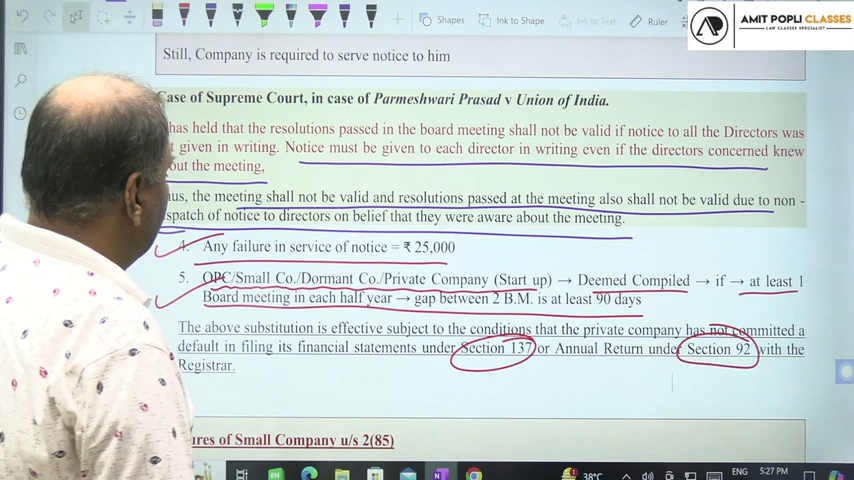 Shapes
Ink to Shape
Ink to Text
Ruler
AMIT POPLI CLASSES
LAW CLASSES SPECIALIST
Still, Company is required to serve notice to him
Case of Supreme Court, in case of Parmeshwari Prasad v Union of India.
has held that the resolutions passed in the board meeting shall not be valid if notice to all the Directors was
given in writing. Notice must be given to each director in writing even if the directors concerned knew
out the meeting,
us, the meeting shall not be valid and resolutions passed at the meeting also shall not be valid due to non -
spatch of notice to directors on belief that they were aware about the meeting.
4. Any failure in service of notice = ₹ 25,000
5. OPC/Small Co./Dormant Co./Private Company (Start up) → Deemed Compiled → if → at least 1
Board meeting in each half year → gap between 2 B.M. is at least 90 days
The above substitution is effective subject to the conditions that the private company has not committed a
default in filing its financial statements under Section 137 or Annual Return under Section 92 with the
Registrar.
ures of Small Company u/s 2(85)
38°C
ENG
5:27 PM